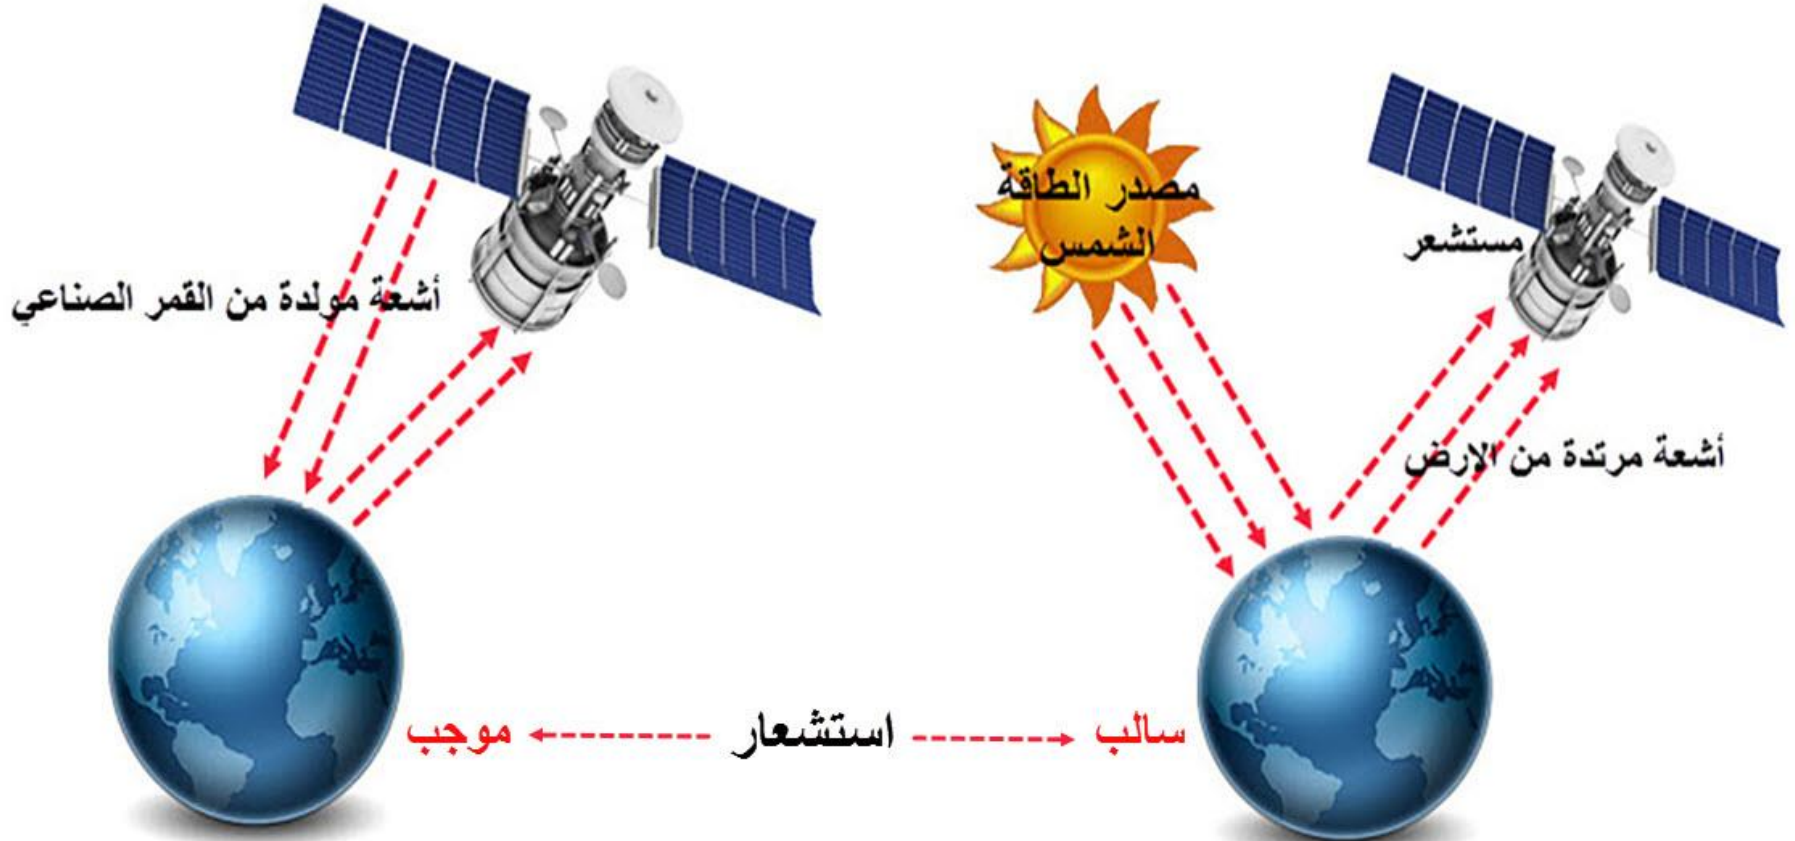 مصدر الطاقة
الشمس
مستشعر
أشعة مولدة من القمر الصناعي
أشعة مرتدة من الارض
سالب
استشعار
موجب